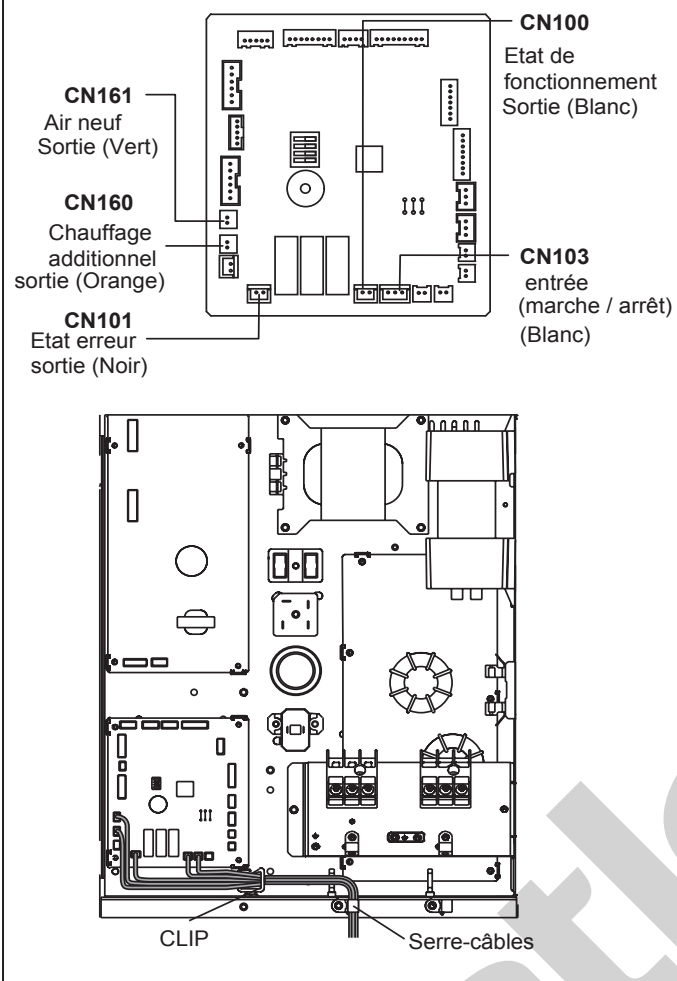 CN100
Etat de
fonctionnement
Sortie (Blanc)
CN161
Air neuf
Sortie (Vert)
CN160
Chauffage
additionnel
sortie (Orange)
CN101
Etat erreur
sortie (Noir)
CN103
entrée
(marche / arrêt)
(Blanc)
CLIP
Serre-câbles